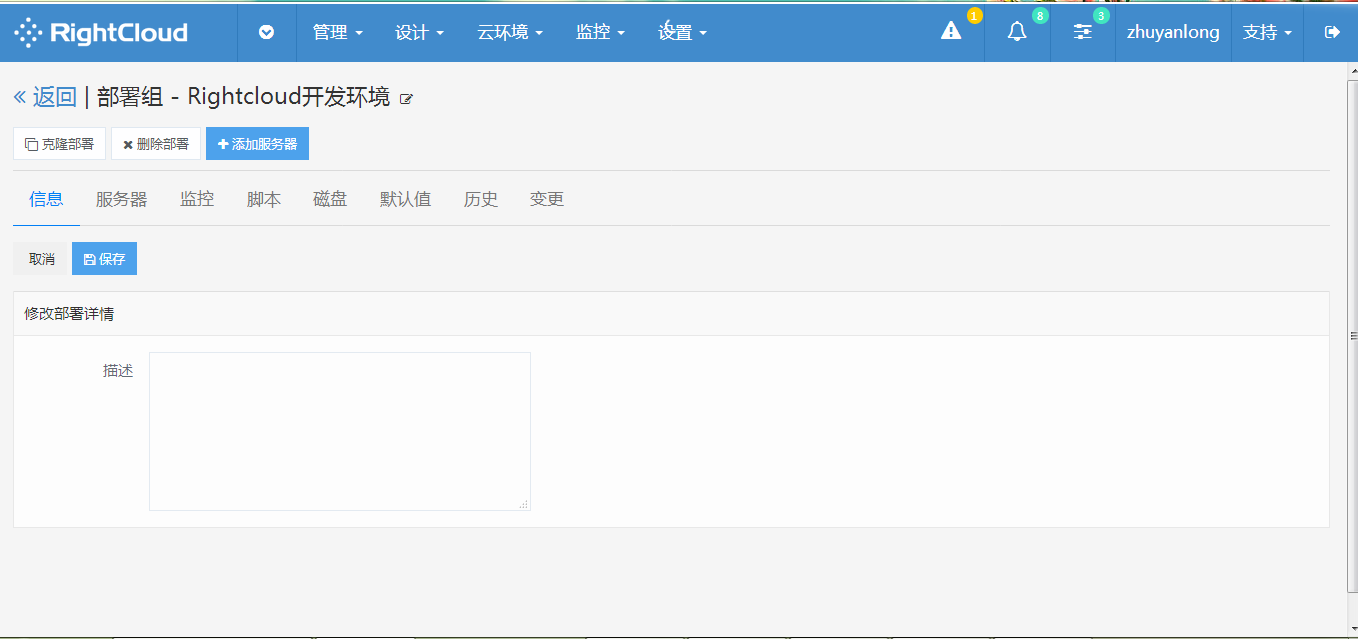 RightCloud 管理 设计 云环境 监控 设置 1 8 3 zhuyanlong 支持
« 返回 | 部署组 - Rightcloud开发环境
克隆部署 删除部署 添加服务器
信息 服务器 监控 脚本 磁盘 默认值 历史 变更
取消 保存
修改部署详情
描述